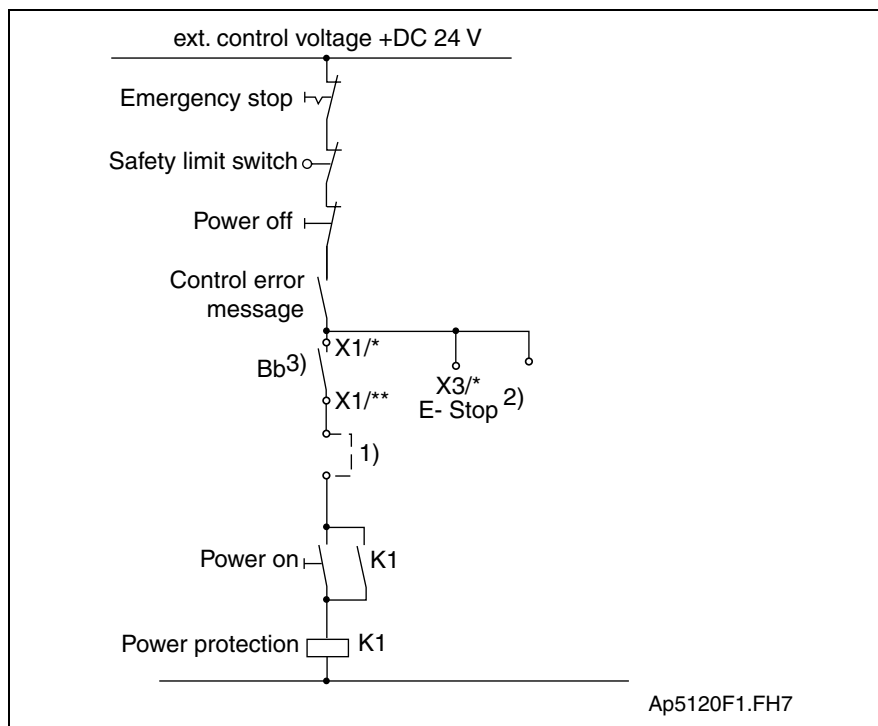 ext. control voltage +DC 24 V
Emergency stop
Safety limit switch
Power off
Control error
message
X1/*
Bb3)
X3/*
E- Stop 2)
X1/**
1)
Power on
K1
Power protection
K1
Ap5120F1.FH7